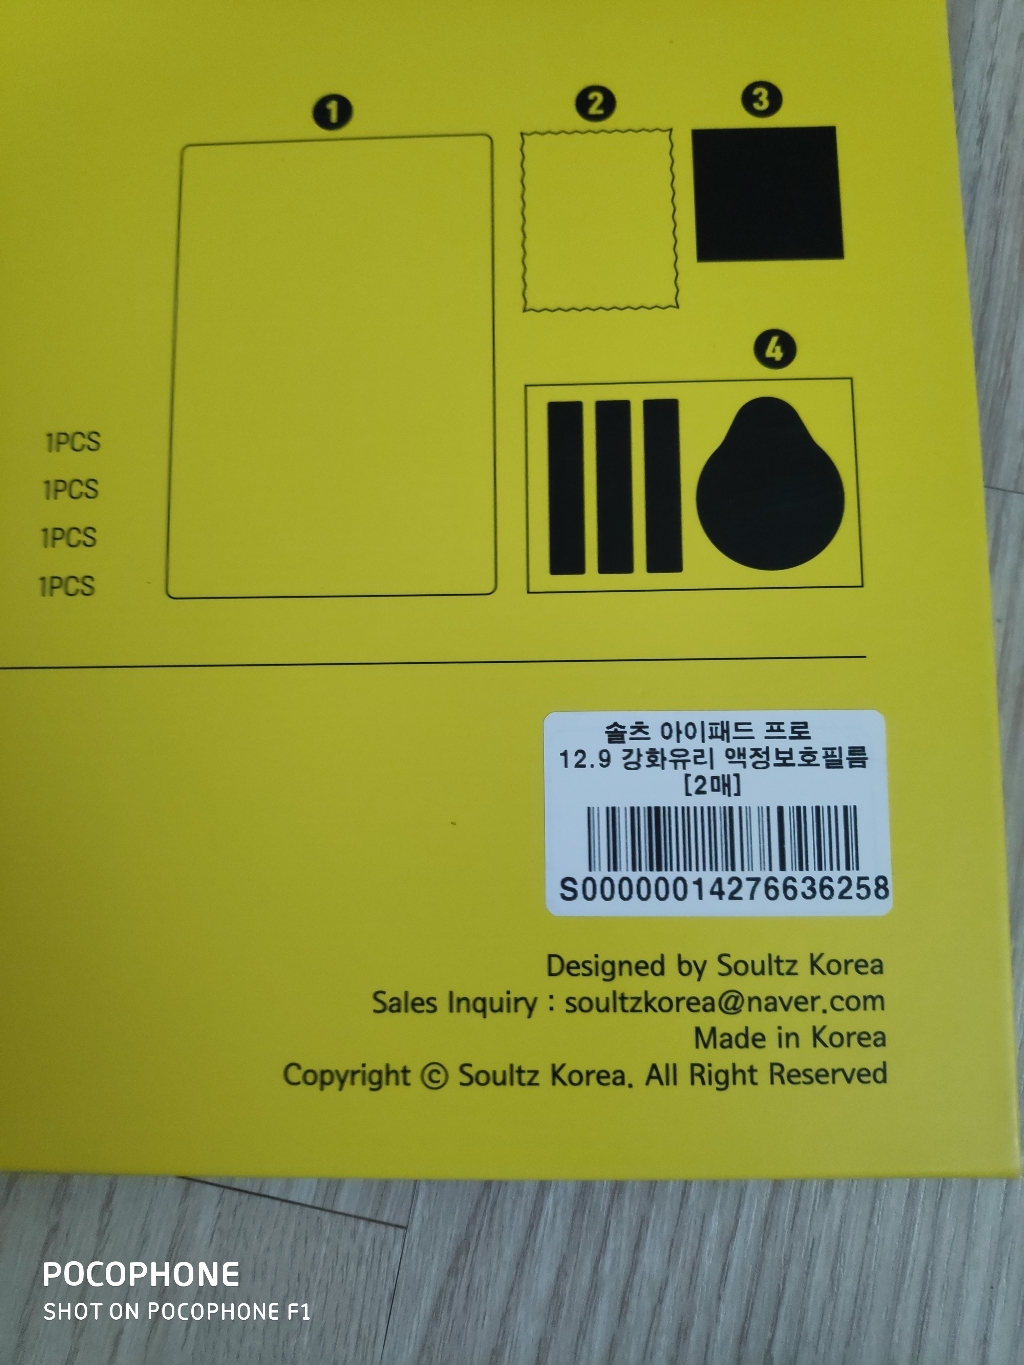 1
2
3
4
1PCS
1PCS
1PCS
1PCS
솔츠 아이패드 프로
12.9 강화유리 액정보호필름
[2매]
S00000014276636258
Designed by Soultz Korea
Sales Inquiry : soultzkorea@naver.com
Made in Korea
Copyright © Soultz Korea. All Right Reserved
POCOPHONE
SHOT ON POCOPHONE F1